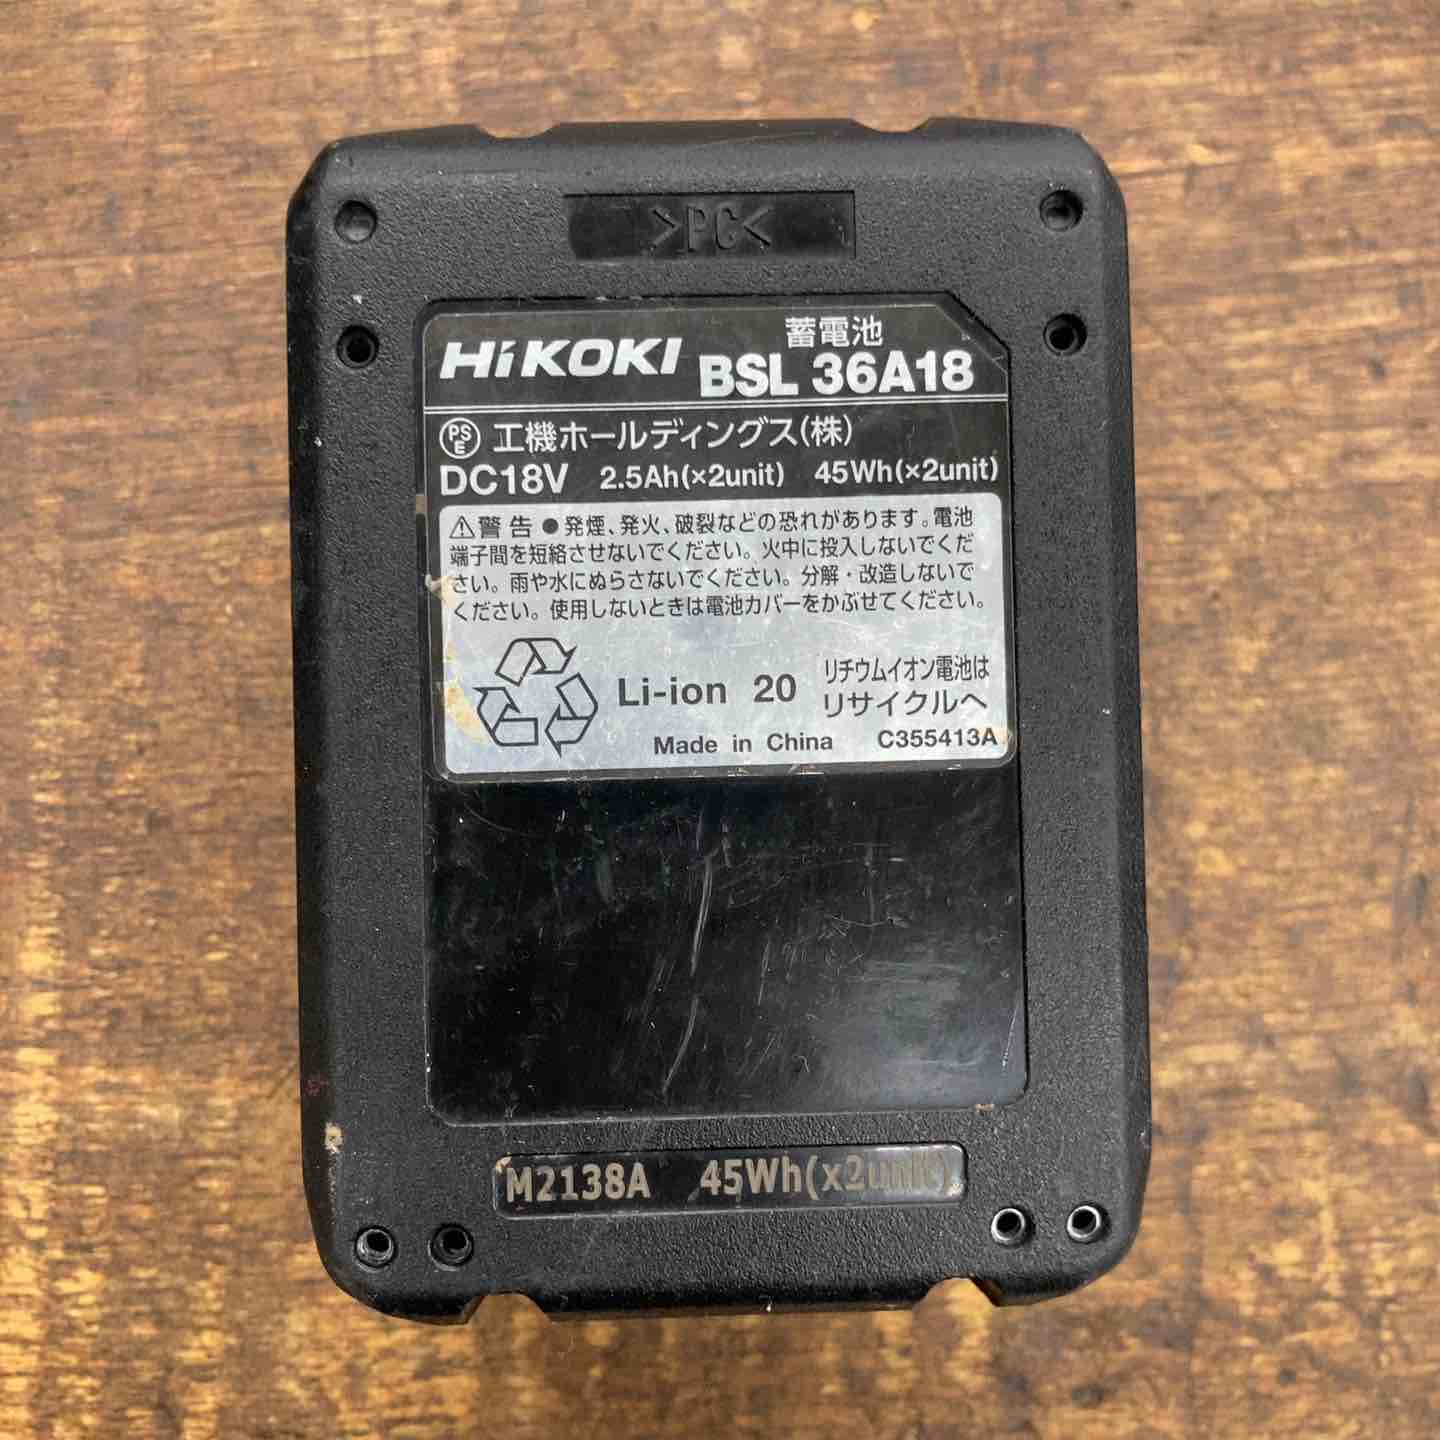 >PC<
HiKOKI 蓄電池 BSL 36A18
PSE 工機ホールディングス(株)
DC18V 2.5Ah(×2unit) 45Wh(×2unit)
⚠警告 ●発煙、発火、破裂などの恐れがあります。電池
端子間を短絡させないでください。火中に投入しないでくだ
さい。雨や水にぬらさないでください。分解・改造しないで
ください。使用しないときは電池カバーをかぶせてください。
Li-ion 20 リチウムイオン電池は
リサイクルへ
Made in China C355413A
M2138A 45Wh(x2unit)